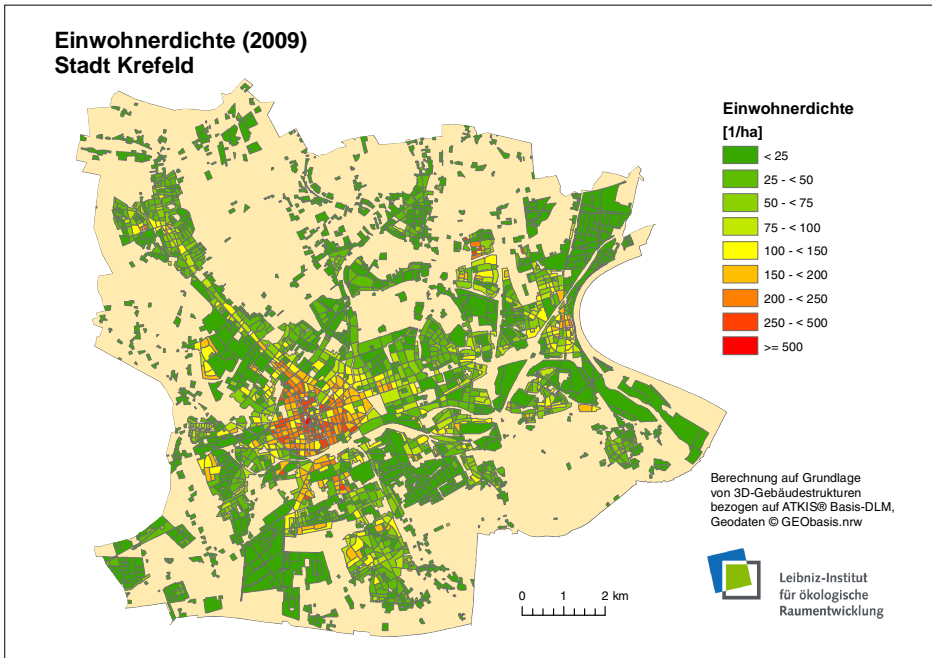 Einwohnerdichte (2009)
Stadt Krefeld
Einwohnerdichte
[1/ha]
< 25
25 - < 50
50 - < 75
75 - < 100
100 - < 150
150 - < 200
200 - < 250
250 - < 500
>= 500
Berechnung auf Grundlage
von 3D-Gebäudestrukturen
bezogen auf ATKIS® Basis-DLM,
Geodaten © GEObasis.nrw
Leibniz-Institut
für ökologische
Raumentwicklung
0 1 2 km